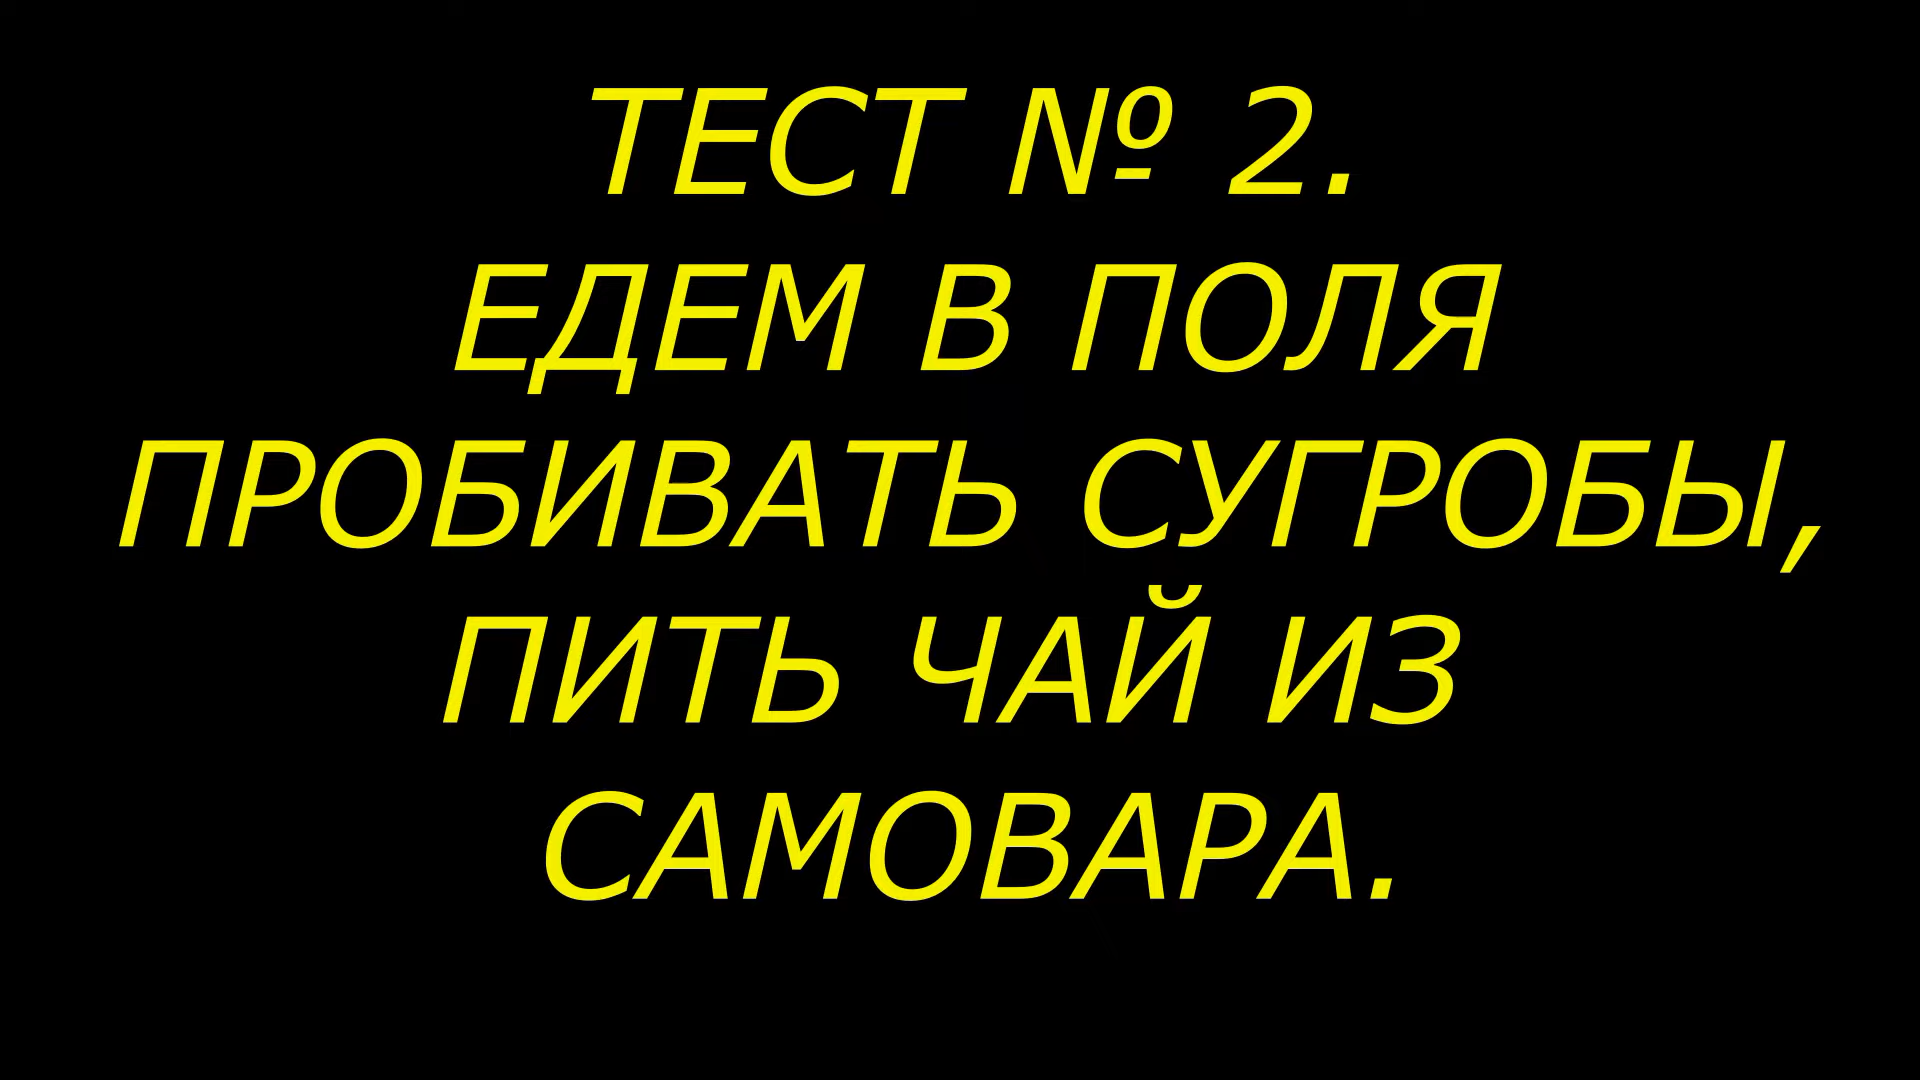 ТЕСТ № 2.
ЕДЕМ В ПОЛЯ
ПРОБИВАТЬ СУГРОБЫ,
ПИТЬ ЧАЙ ИЗ
САМОВАРА.